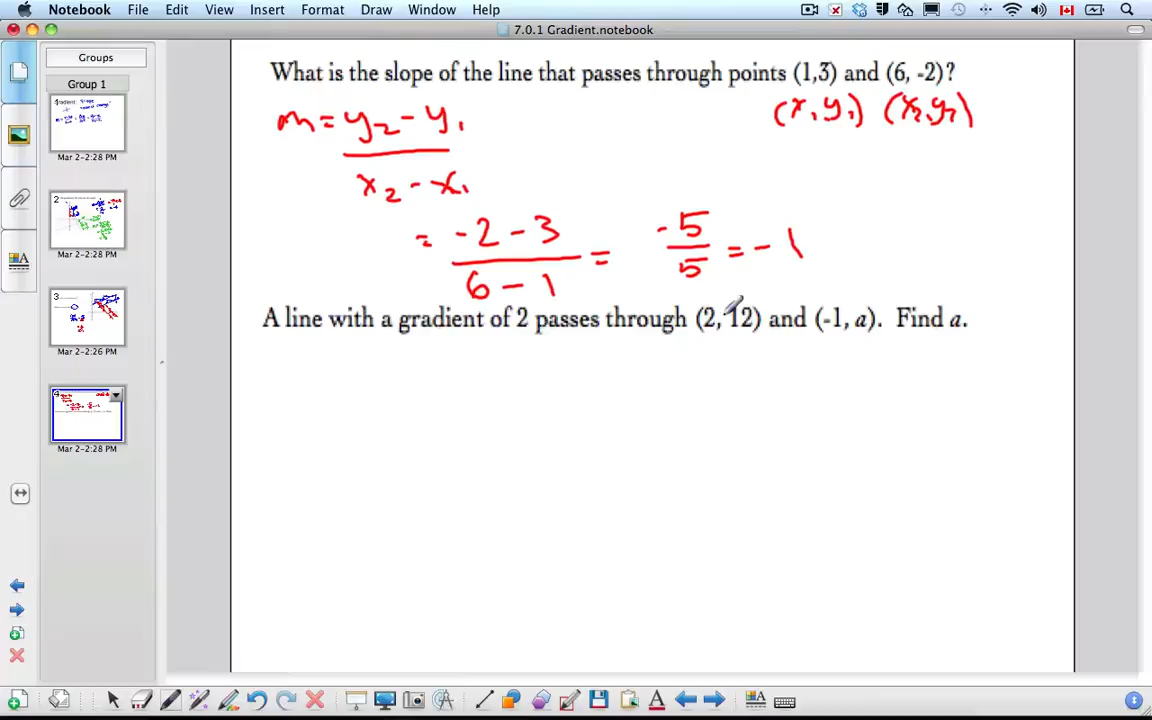 Notebook File Edit View Insert Format Draw Window Help
7.0.1 Gradient.notebook
Groups
Group 1
Mar 2-2:28 PM
2
Mar 2-2:28 PM
3
Mar 2-2:26 PM
Mar 2-2:28 PM
What is the slope of the line that passes through points (1,3) and (6, -2)?
(x₁y₁) (x₂y₂)
m = y₂ - y₁
x₂ - x₁
= -2 - 3 = -5 = -1
6 - 1 5
A line with a gradient of 2 passes through (2, 12) and (-1, a). Find a.